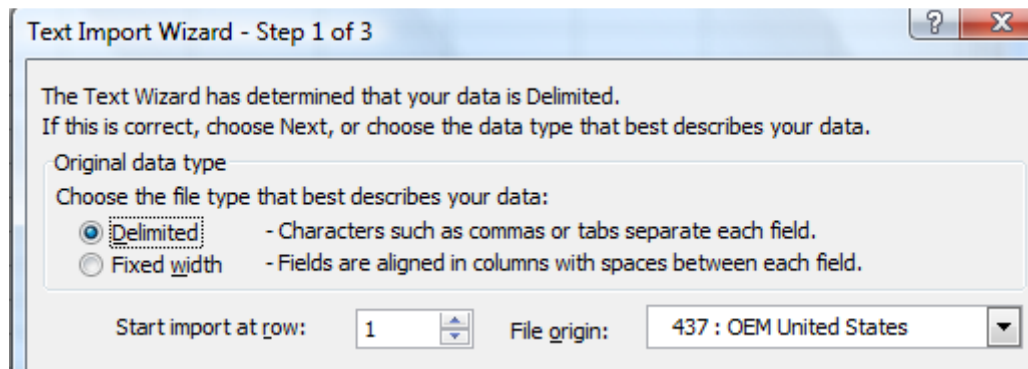 Text Import Wizard - Step 1 of 3
The Text Wizard has determined that your data is Delimited.
If this is correct, choose Next, or choose the data type that best describes your data.
Original data type
Choose the file type that best describes your data:
Delimited - Characters such as commas or tabs separate each field.
Fixed width - Fields are aligned in columns with spaces between each field.
Start import at row: 1 File origin: 437 : OEM United States